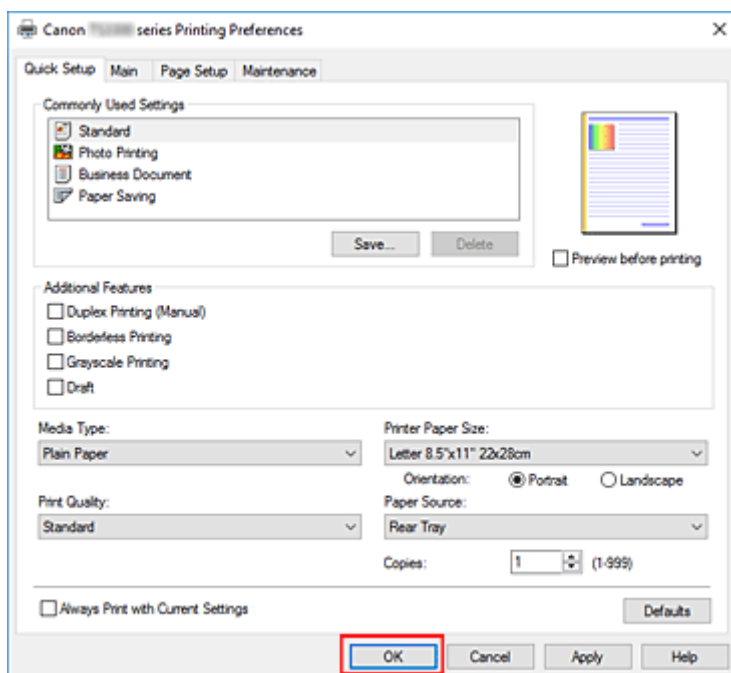 Canon series Printing Preferences
Quick Setup Main Page Setup Maintenance
Commonly Used Settings
Standard
Photo Printing
Business Document
Paper Saving
Save... Delete
Preview before printing
Additional Features
Duplex Printing (Manual)
Borderless Printing
Grayscale Printing
Draft
Media Type:
Plain Paper
Printer Paper Size:
Letter 8.5"x11" 22x28cm
Orientation: Portrait Landscape
Print Quality:
Standard
Paper Source:
Rear Tray
Copies: 1 (1-999)
Always Print with Current Settings
Defaults
OK Cancel Apply Help